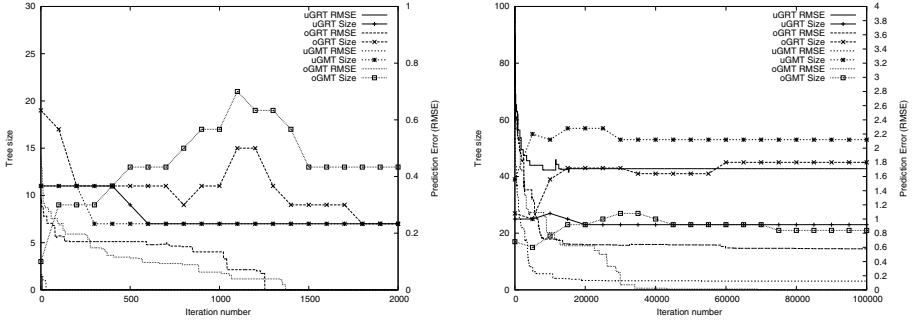 30
25
20
15
10
5
0
Tree size
0
500
1000
1500
2000
Iteration number
1
0.8
0.6
0.4
0.2
0
Prediction Error (RMSE)
uGRT RMSE
uGRT Size
oGRT RMSE
oGRT Size
uGMT RMSE
uGMT Size
oGMT RMSE
oGMT Size
100
80
60
40
20
0
Tree size
0
20000
40000
60000
80000
100000
Iteration number
4
3.8
3.6
3.4
3.2
3
2.8
2.6
2.4
2.2
2
1.8
1.6
1.4
1.2
1
0.8
0.6
0.4
0.2
0
Prediction Error (RMSE)
uGRT RMSE
uGRT Size
oGRT RMSE
oGRT Size
uGMT RMSE
uGMT Size
oGMT RMSE
oGMT Size